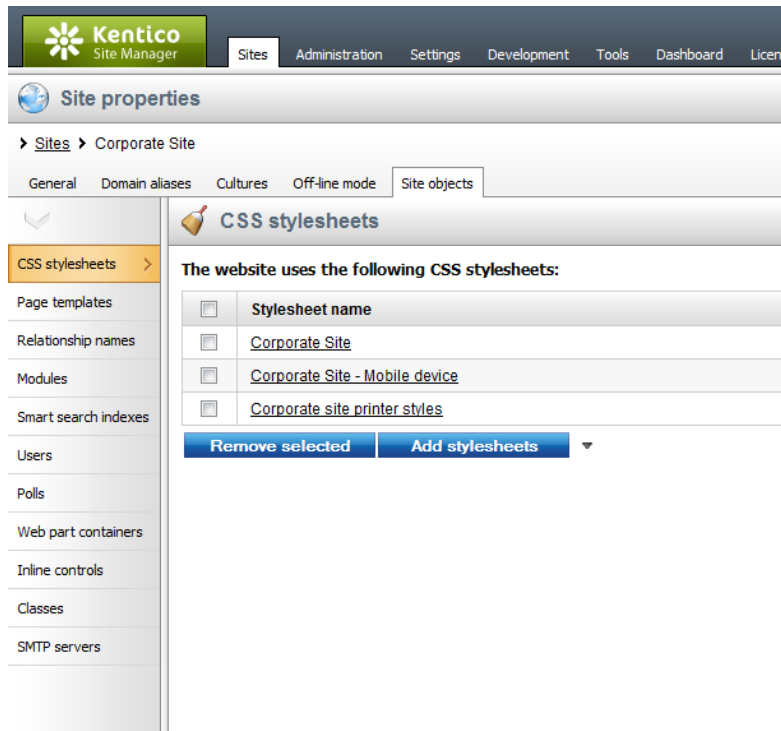 Kentico
Site Manager
Sites Administration Settings Development Tools Dashboard Licen
Site properties
Sites Corporate Site
General Domain aliases Cultures Off-line mode Site objects
CSS stylesheets
CSS stylesheets
The website uses the following CSS stylesheets:
Page templates
Stylesheet name
Relationship names
Corporate Site
Modules
Corporate Site - Mobile device
Smart search indexes
Corporate site printer styles
Users
Remove selected Add stylesheets
Polls
Web part containers
Inline controls
Classes
SMTP servers